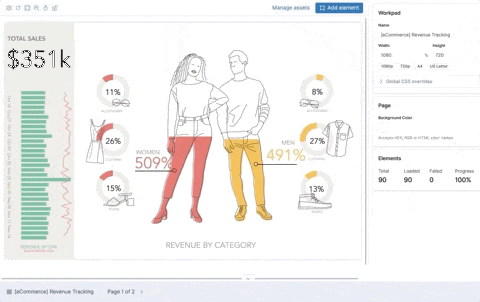 Manage assets
Add element
TOTAL SALES
$351k
11%
26%
15%
WOMEN
509%
MEN
491%
8%
27%
13%
REVENUE BY CATEGORY
Workpad
Name
[eCommerce] Revenue Tracking
Width
Height
1080
720
1080p
720p
A4
US Letter
Global CSS overrides
Page
Background Color
Accepts HEX, RGB or HTML color names
Elements
Total
Loaded
Failed
Progress
90
90
0
100%
[eCommerce] Revenue Tracking
Page 1 of 2